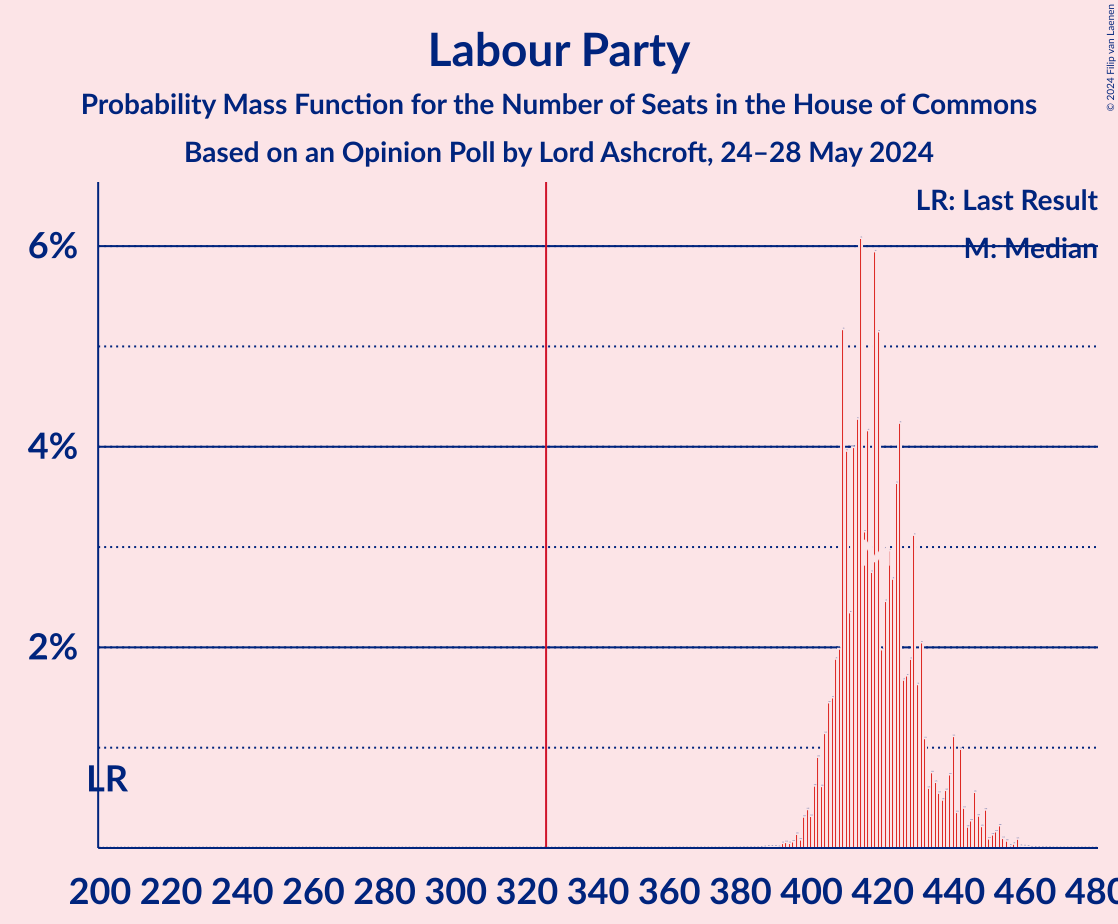 Labour Party
Probability Mass Function for the Number of Seats in the House of Commons
Based on an Opinion Poll by Lord Ashcroft, 24–28 May 2024
© 2024 Filip van Laenen
LR: Last Result
M: Median
6%
4%
2%
LR
200 220 240 260 280 300 320 340 360 380 400 420 440 460 480